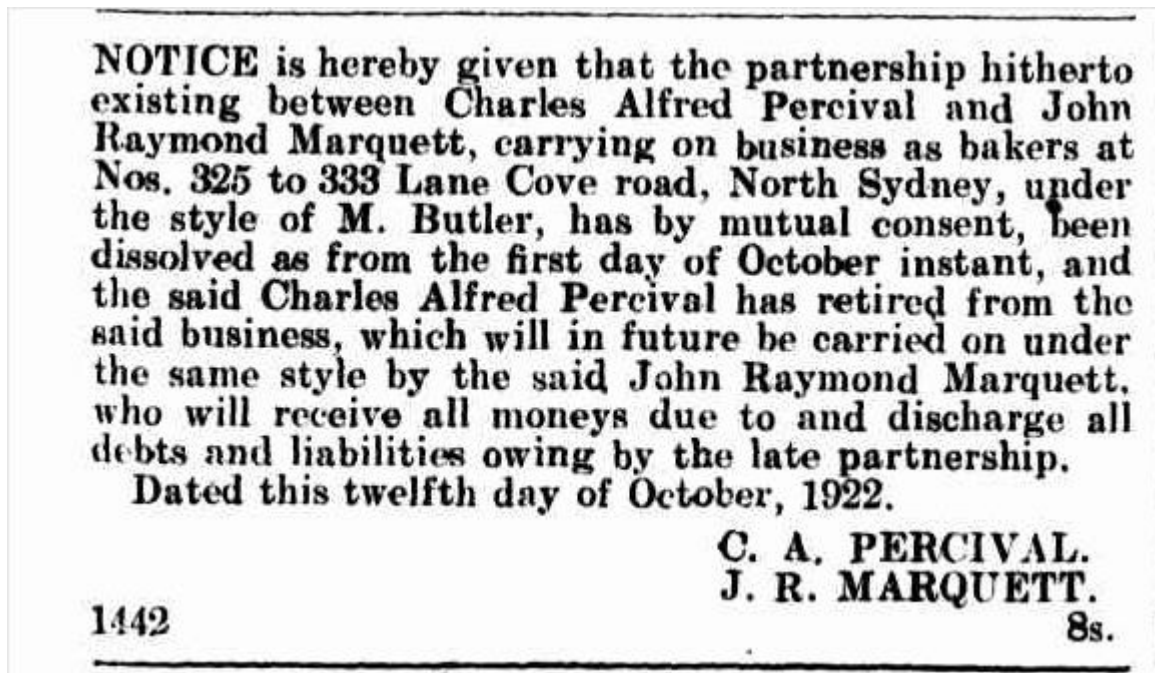 NOTICE is hereby given that the partnership hitherto
existing between Charles Alfred Percival and John
Raymond Marquett, carrying on business as bakers at
Nos. 325 to 333 Lane Cove road, North Sydney, under
the style of M. Butler, has by mutual consent, been
dissolved as from the first day of October instant, and
the said Charles Alfred Percival has retired from the
said business, which will in future be carried on under
the same style by the said John Raymond Marquett,
who will receive all moneys due to and discharge all
debts and liabilities owing by the late partnership.
Dated this twelfth day of October, 1922.
C. A. PERCIVAL.
J. R. MARQUETT.
1442 8s.